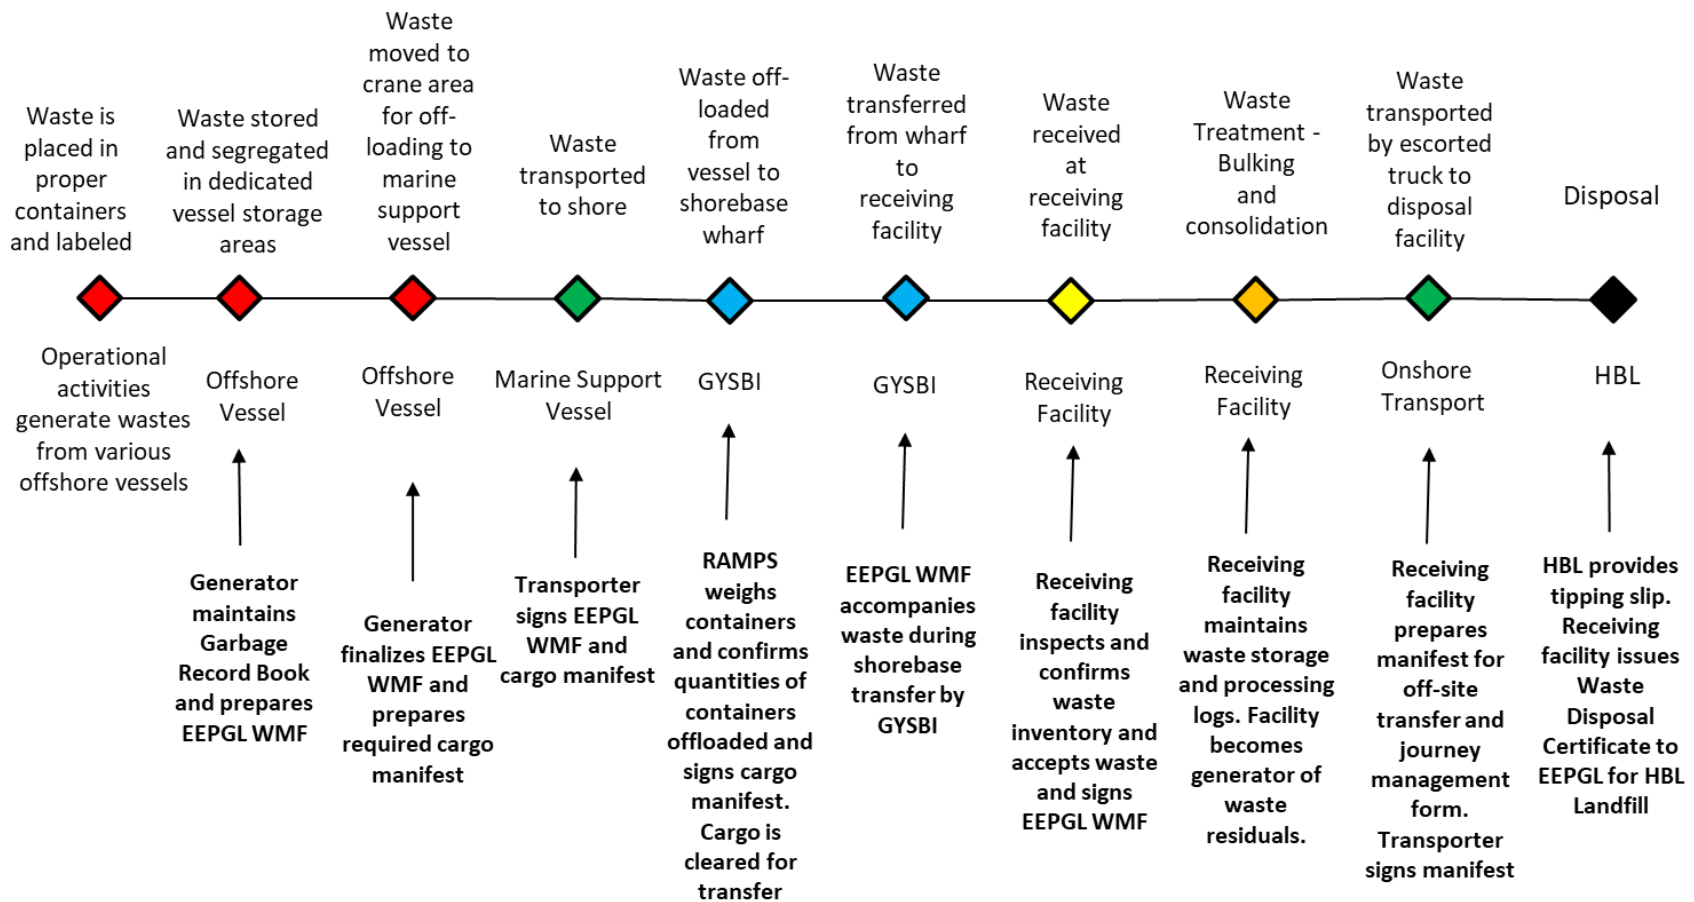 Waste is
placed in
proper
containers
and labeled
Waste stored
and segregated
in dedicated
vessel storage
areas
Waste
moved to
crane area
for off-
loading to
marine
support
vessel
Waste
transported
to shore
Waste off-
loaded
from
vessel to
shorebase
wharf
Waste
transferred
from wharf
to
receiving
facility
Waste
received
at
receiving
facility
Waste
Treatment -
Bulking
and
consolidation
Waste
transported
by escorted
truck to
disposal
facility
Disposal
Operational
activities
generate wastes
from various
offshore vessels
Offshore
Vessel
Offshore
Vessel
Marine Support
Vessel
GYSBI
GYSBI
Receiving
Facility
Receiving
Facility
Onshore
Transport
HBL
Generator
maintains
Garbage
Record Book
and prepares
EEPGL WMF
Generator
finalizes EEPGL
WMF and
prepares
required cargo
manifest
Transporter
signs EEPGL
WMF and
cargo manifest
RAMPS
weighs
containers
and confirms
quantities of
containers
offloaded and
signs cargo
manifest.
Cargo is
cleared for
transfer
EEPGL WMF
accompanies
waste during
shorebase
transfer by
GYSBI
Receiving
facility
inspects and
confirms
waste
inventory and
accepts waste
and signs
EEPGL WMF
Receiving
facility
maintains
waste storage
and processing
logs. Facility
becomes
generator of
waste
residuals.
Receiving
facility
prepares
manifest for
off-site
transfer and
journey
management
form.
Transporter
signs manifest
HBL provides
tipping slip.
Receiving
facility issues
Waste
Disposal
Certificate to
EEPGL for HBL
Landfill